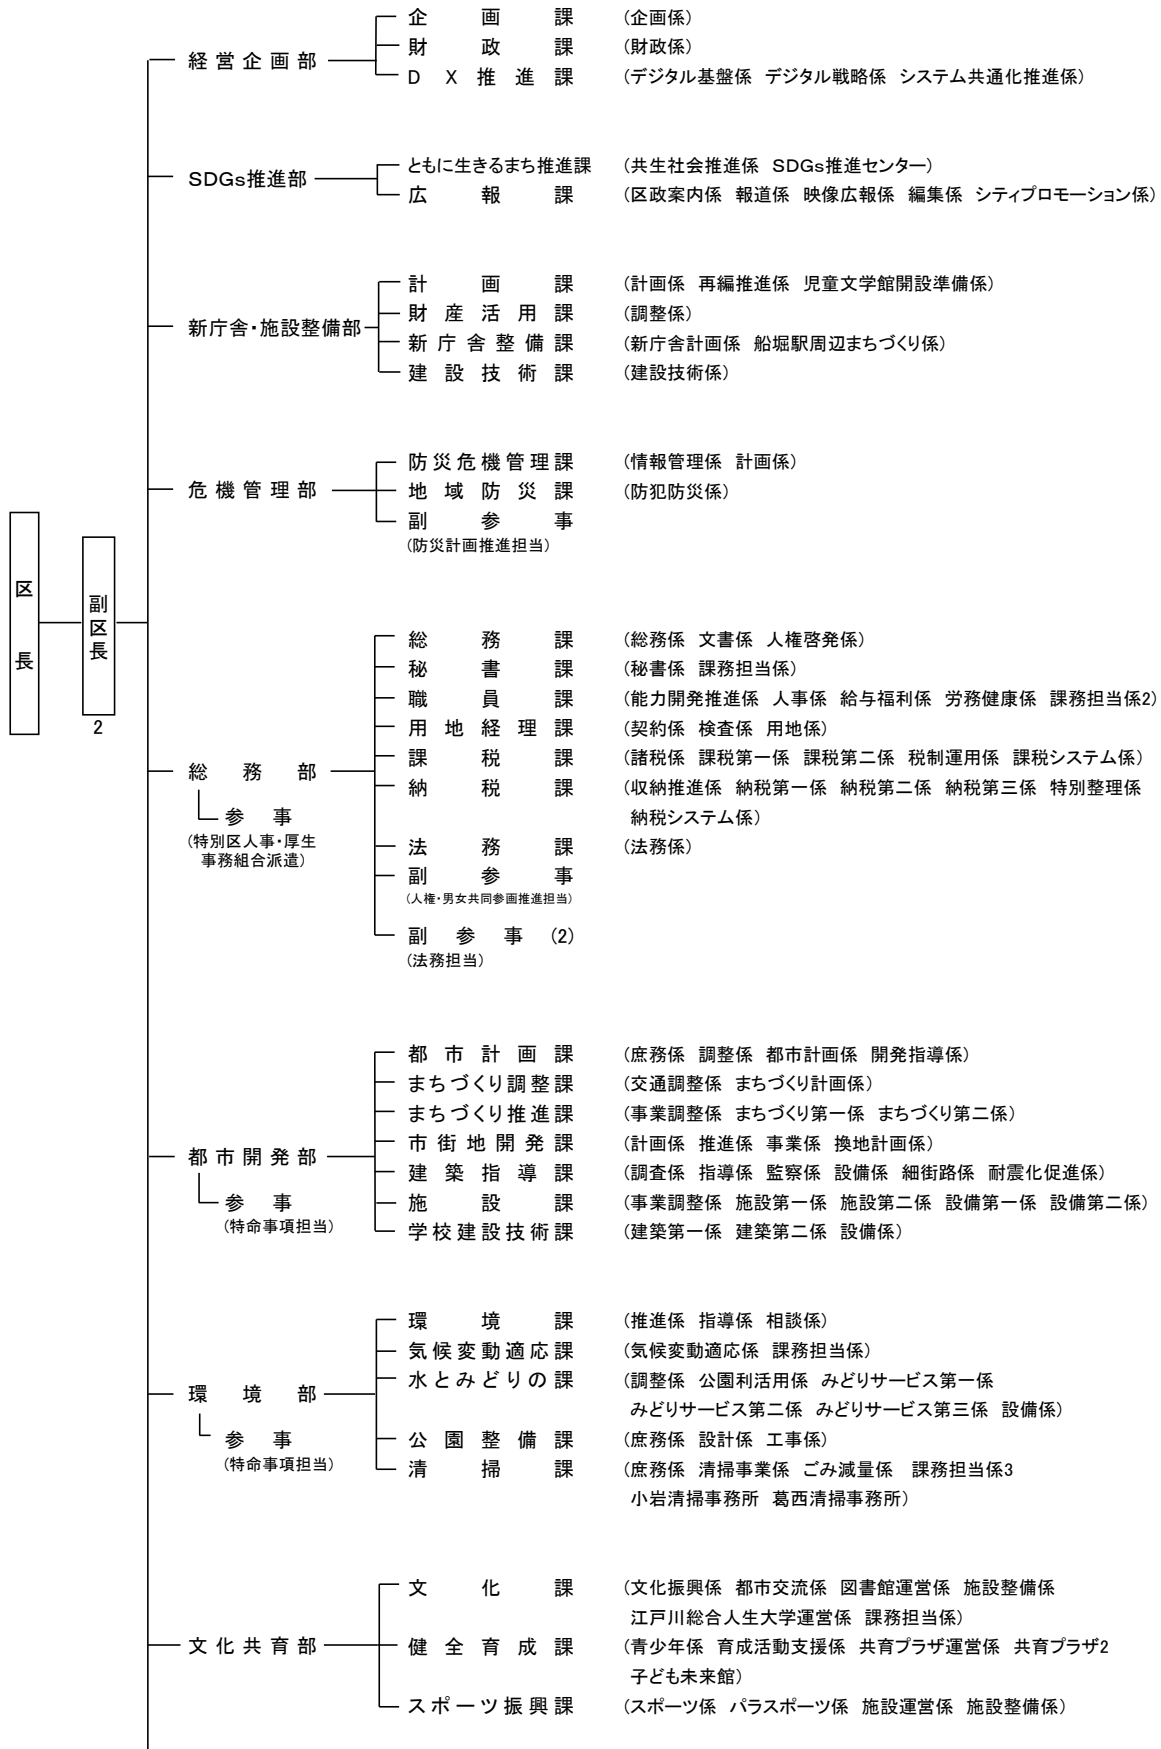 区長
副区長
2
経営企画部
企画課 (企画係)
財政課 (財政係)
DX推進課 (デジタル基盤係 デジタル戦略係 システム共通化推進係)
SDGs推進部
ともに生きるまち推進課 (共生社会推進係 SDGs推進センター)
広報課 (区政案内係 報道係 映像広報係 編集係 シティプロモーション係)
新庁舎・施設整備部
計画課 (計画係 再編推進係 児童文学館開設準備係)
財産活用課 (調整係)
新庁舎整備課 (新庁舎計画係 船堀駅周辺まちづくり係)
建設技術課 (建設技術係)
危機管理部
防災危機管理課 (情報管理係 計画係)
地域防災課 (防犯防災係)
副参事
(防災計画推進担当)
総務部
参事
(特別区人事・厚生
事務組合派遣)
総務課 (総務係 文書係 人権啓発係)
秘書課 (秘書係 課務担当係)
職員課 (能力開発推進係 人事係 給与福利係 労務健康係 課務担当係2)
用地経理課 (契約係 検査係 用地係)
課税課 (諸税係 課税第一係 課税第二係 税制運用係 課税システム係)
納税課 (収納推進係 納税第一係 納税第二係 納税第三係 特別整理係
納税システム係)
法務課 (法務係)
副参事
(人権・男女共同参画推進担当)
副参事 (2)
(法務担当)
都市開発部
参事
(特命事項担当)
都市計画課 (庶務係 調整係 都市計画係 開発指導係)
まちづくり調整課 (交通調整係 まちづくり計画係)
まちづくり推進課 (事業調整係 まちづくり第一係 まちづくり第二係)
市街地開発課 (計画係 推進係 事業係 換地計画係)
建築指導課 (調査係 指導係 監察係 設備係 細街路係 耐震化促進係)
施設課 (事業調整係 施設第一係 施設第二係 設備第一係 設備第二係)
学校建設技術課 (建築第一係 建築第二係 設備係)
環境部
参事
(特命事項担当)
環境課 (推進係 指導係 相談係)
気候変動適応課 (気候変動適応係 課務担当係)
水とみどりの課 (調整係 公園利活用係 みどりサービス第一係
みどりサービス第二係 みどりサービス第三係 設備係)
公園整備課 (庶務係 設計係 工事係)
清掃課 (庶務係 清掃事業係 ごみ減量係 課務担当係3
小岩清掃事務所 葛西清掃事務所)
文化共育部
文化課 (文化振興係 都市交流係 図書館運営係 施設整備係
江戸川総合人生大学運営係 課務担当係)
健全育成課 (青少年係 育成活動支援係 共育プラザ運営係 共育プラザ2
子ども未来館)
スポーツ振興課 (スポーツ係 パラスポーツ係 施設運営係 施設整備係)